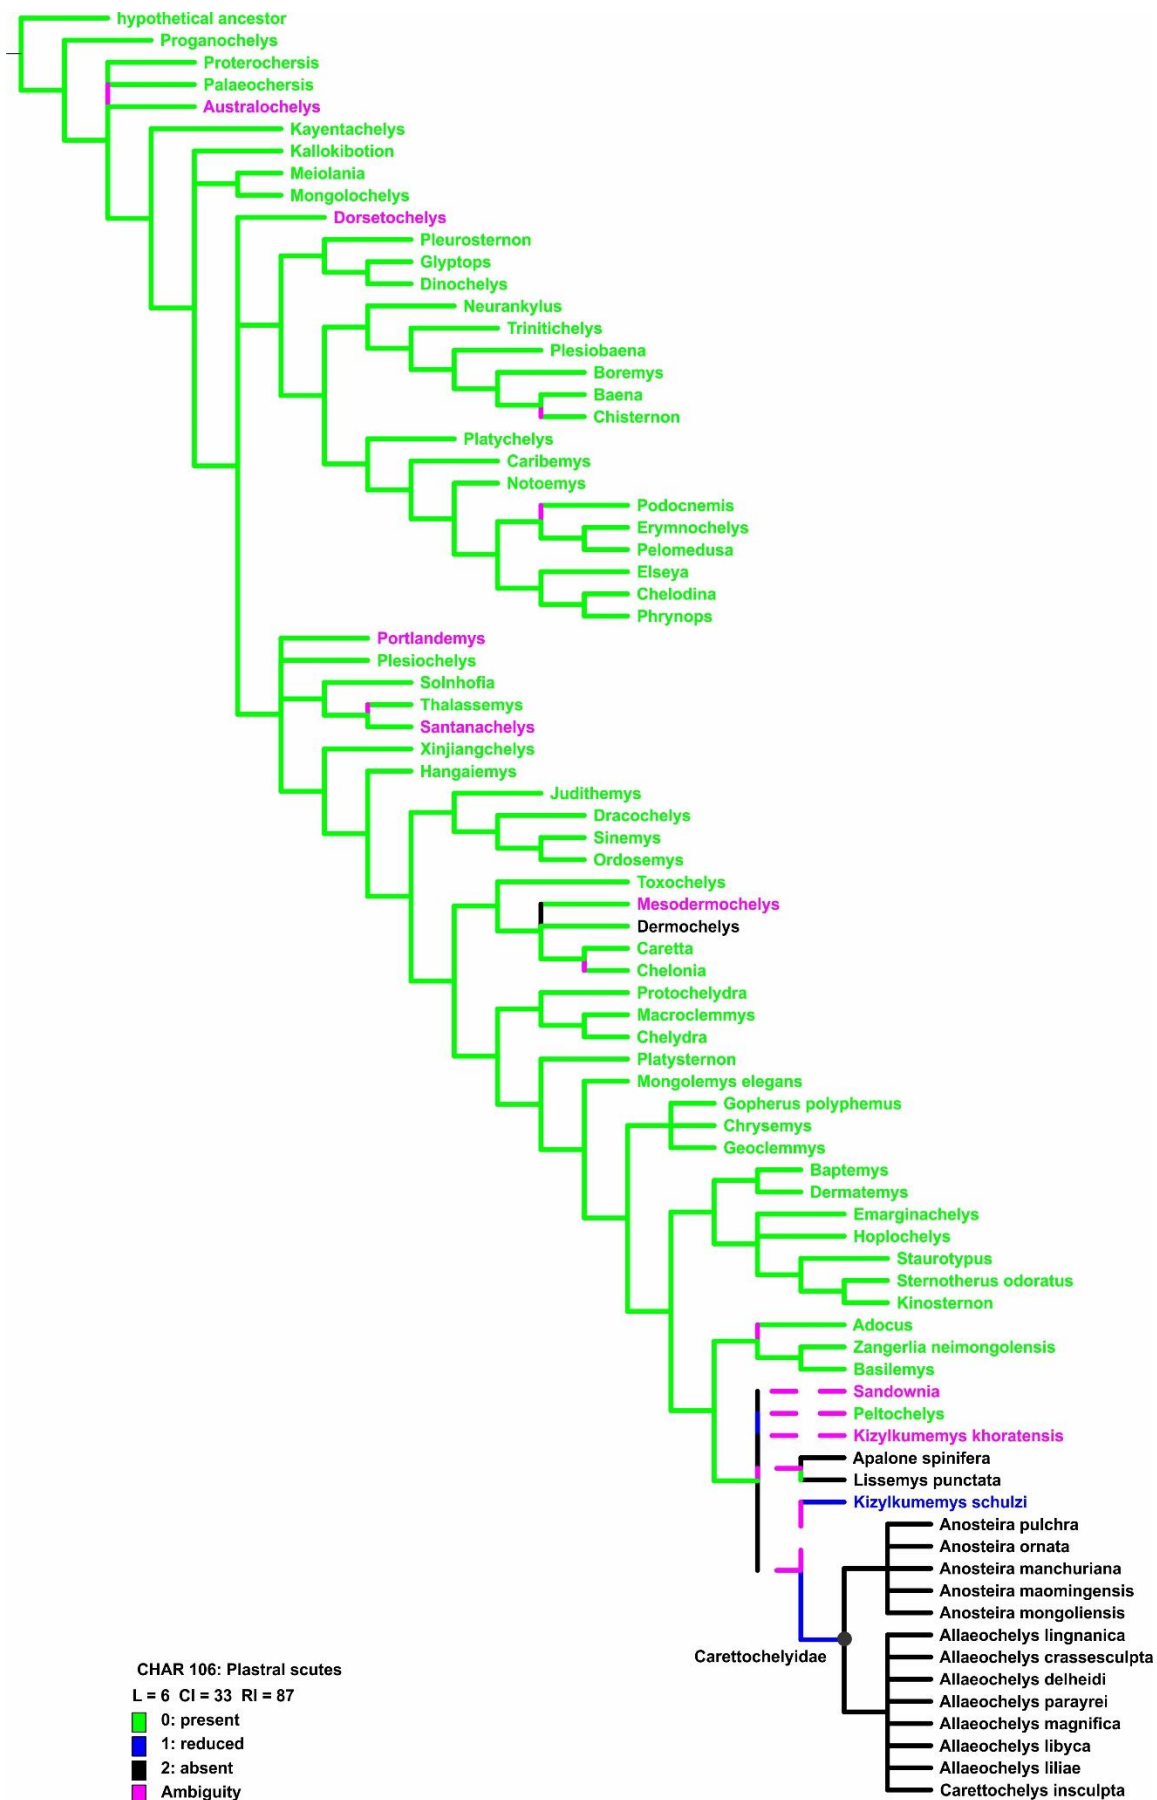 hypothetical ancestor
Proganochelys
Proterochersis
Palaeochersis
Australochelys
Kayentachelys
Kallokibotion
Meiolania
Mongolochelys
Dorsetochelys
Pleurosternon
Glyptops
Dinochelys
Neurankylus
Trinitichelys
Plesiobaena
Boremys
Baena
Chisternon
Platychelys
Caribemys
Notoemys
Podocnemis
Erymnochelys
Pelomedusa
Elseya
Chelodina
Phrynops
Portlandemys
Plesiochelys
Solnhofia
Thalassemys
Santanachelys
Xinjiangchelys
Hangaiemys
Judithemys
Dracochelys
Sinemys
Ordosemys
Toxochelys
Mesodermochelys
Dermochelys
Caretta
Chelonia
Protochelydra
Macroclemmys
Chelydra
Platysternon
Mongolemys elegans
Gopherus polyphemus
Chrysemys
Geoclemmys
Baptemys
Dermatemys
Emarginachelys
Hoplochelys
Staurotypus
Sternotherus odoratus
Kinosternon
Adocus
Zangerlia neimongolensis
Basilemys
Sandownia
Peltochelys
Kizylkumemys khoratensis
Apalone spinifera
Lissemys punctata
Kizylkumemys schulzi
Anosteira pulchra
Anosteira ornata
Anosteira manchuriana
Anosteira maomingensis
Anosteira mongoliensis
Allaeochelys lingnanica
Carettochelyidae
Allaeochelys crassesculpta
Allaeochelys delheidi
Allaeochelys parayrei
Allaeochelys magnifica
Allaeochelys libyca
Allaeochelys liliae
Carettochelys insculpta
CHAR 106: Plastral scutes
L = 6 CI = 33 RI = 87
0: present
1: reduced
2: absent
Ambiguity